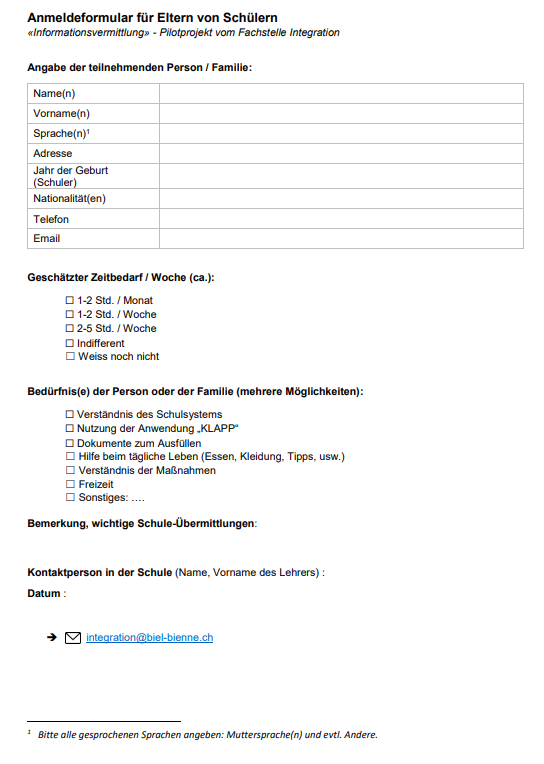 Anmeldeformular für Eltern von Schülern
«Informationsvermittlung» - Pilotprojekt vom Fachstelle Integration
Angabe der teilnehmenden Person / Familie:
Name(n)
Vorname(n)
Sprache(n)¹
Adresse
Jahr der Geburt
(Schuler)
Nationalität(en)
Telefon
Email
Geschätzter Zeitbedarf / Woche (ca.):
☐ 1-2 Std. / Monat
☐ 1-2 Std. / Woche
☐ 2-5 Std. / Woche
☐ Indifferent
☐ Weiss noch nicht
Bedürfnis(e) der Person oder der Familie (mehrere Möglichkeiten):
☐ Verständnis des Schulsystems
☐ Nutzung der Anwendung „KLAPP“
☐ Dokumente zum Ausfüllen
☐ Hilfe beim tägliche Leben (Essen, Kleidung, Tipps, usw.)
☐ Verständnis der Maßnahmen
☐ Freizeit
☐ Sonstiges: ….
Bemerkung, wichtige Schule-Übermittlungen:
Kontaktperson in der Schule (Name, Vorname des Lehrers) :
Datum :
➔ ✉ integration@biel-bienne.ch
¹ Bitte alle gesprochenen Sprachen angeben: Muttersprache(n) und evtl. Andere.